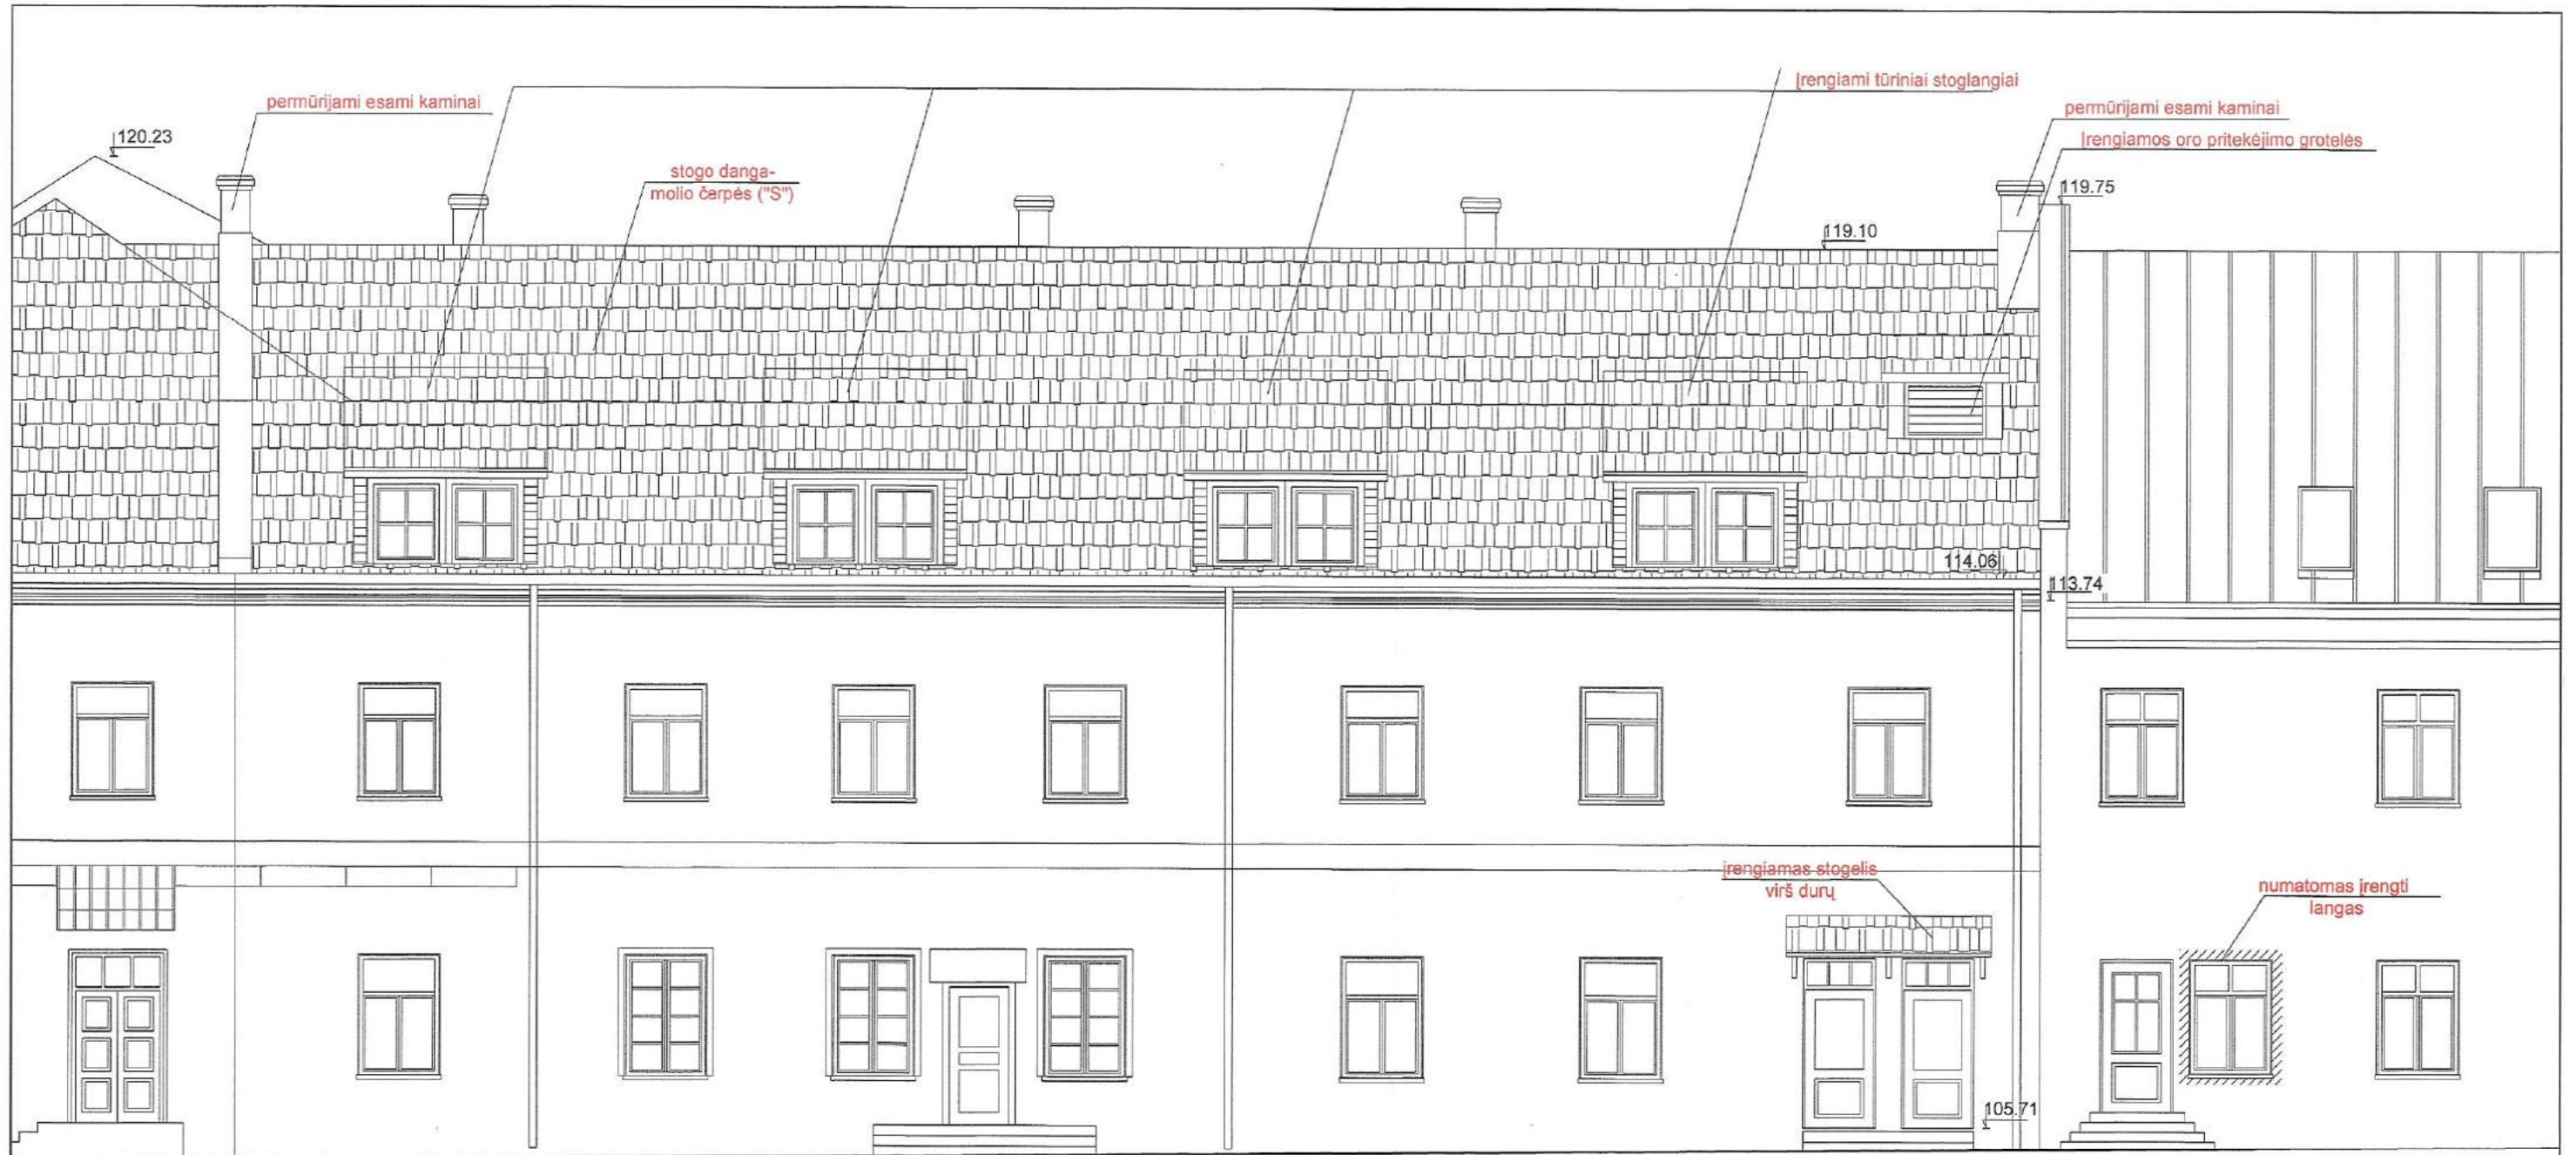 Įrengiami tūriniai stoglangiai
permūrijami esami kaminai
permūrijami esami kaminai
120.23
Įrengiamos oro pritekėjimo grotelės
stogo danga-
molio čerpės ("S")
119.75
119.10
114.06
113.74
įrengiamas stogelis
virš durų
numatomas įrengti
langas
105.71